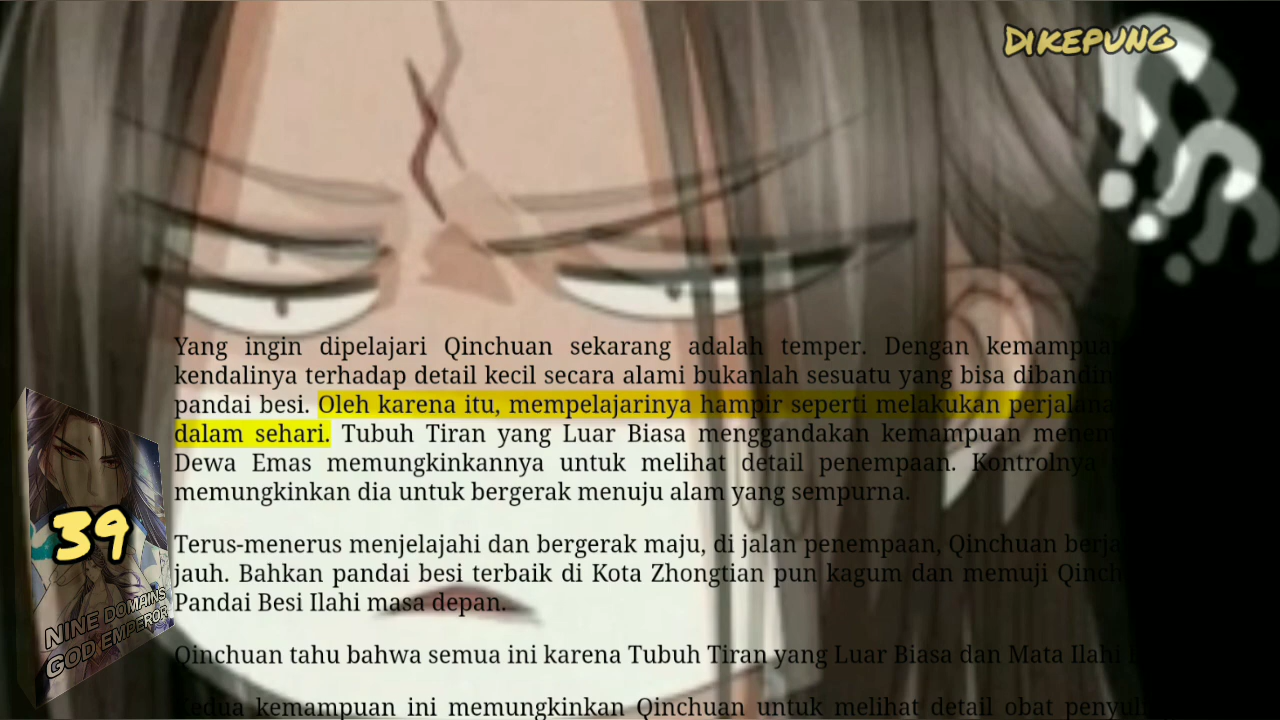 DIKEPUNG
Yang ingin dipelajari Qinchuan sekarang adalah temper. Dengan
kendalinya terhadap detail kecil secara alami bukanlah sesuatu yang bisa
pandai besi. Oleh karena itu, mempelajarinya hampir seperti melakukan
dalam sehari. Tubuh Tiran yang Luar Biasa menggandakan kemampuan
Dewa Emas memungkinkannya untuk melihat detail penempaan. Kontrolnya
memungkinkan dia untuk bergerak menuju alam yang sempurna.
Terus-menerus menjelajahi dan bergerak maju, di jalan penempaan, Qinchuan
jauh. Bahkan pandai besi terbaik di Kota Zhongtian pun kagum dan memuji
Pandai Besi Ilahi masa depan.
Qinchuan tahu bahwa semua ini karena Tubuh Tiran yang Luar Biasa dan Mata Ilahi
Kedua kemampuan ini memungkinkan Qinchuan untuk melihat detail obat
39
NINE DOMAINS
GOD EMPEROR